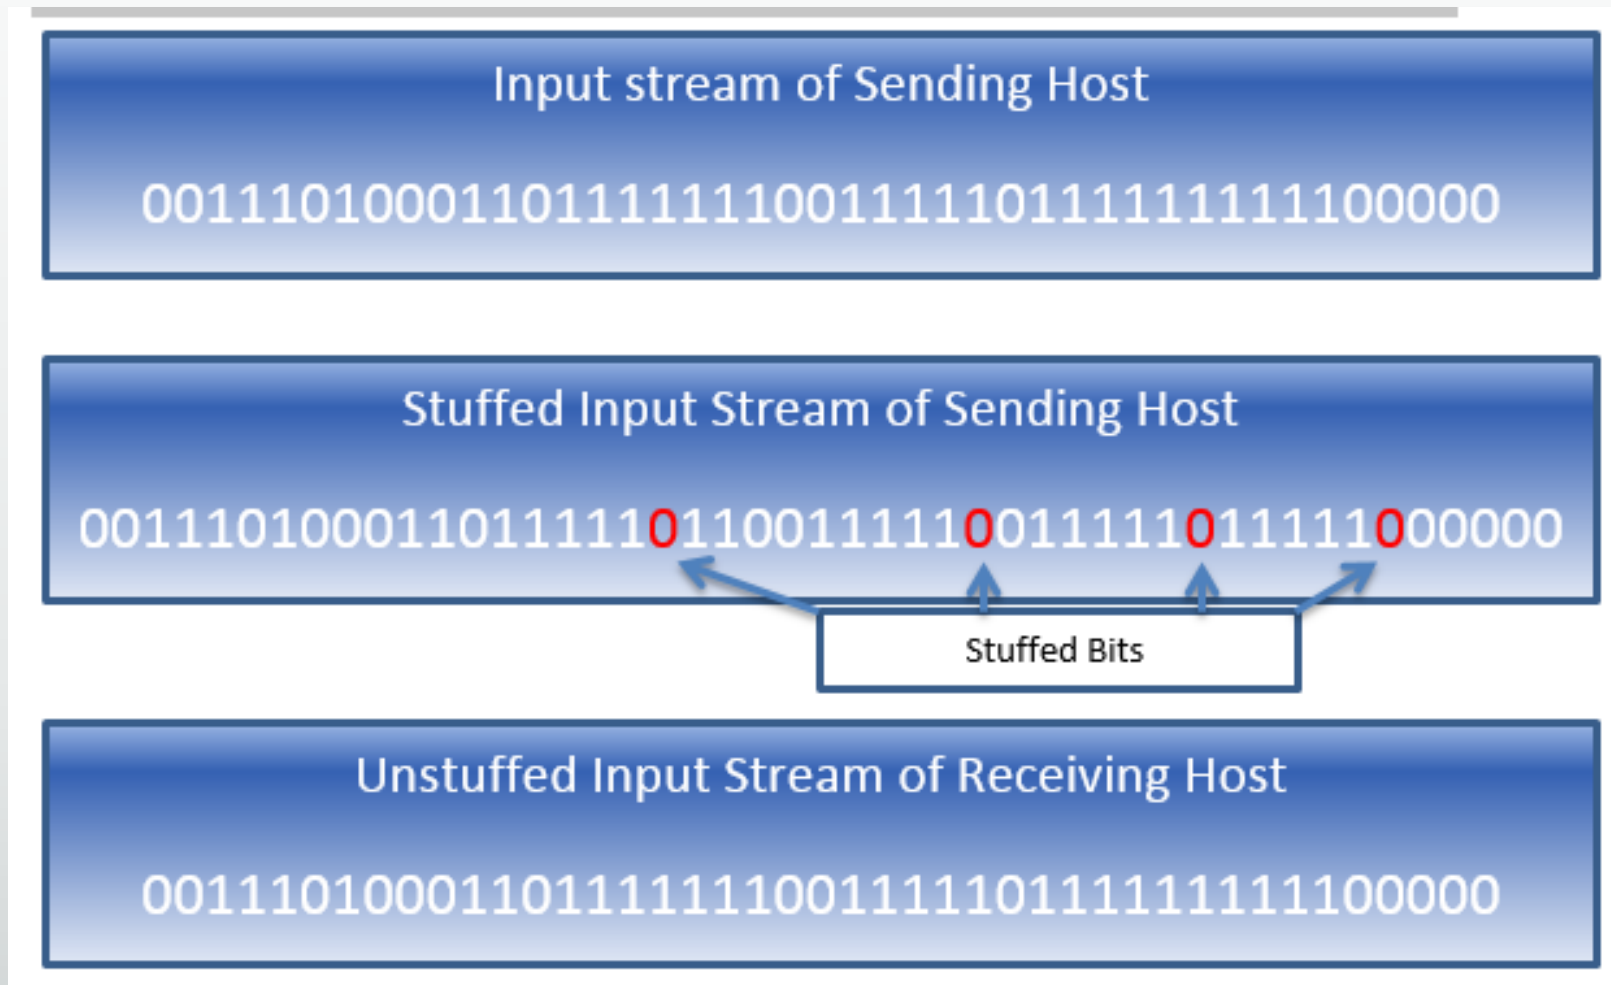 Input stream of Sending Host
0011101000110111111100111110111111111100000
Stuffed Input Stream of Sending Host
00111010001101111101100111110011111011111000000
Stuffed Bits
Unstuffed Input Stream of Receiving Host
0011101000110111111100111110111111111100000